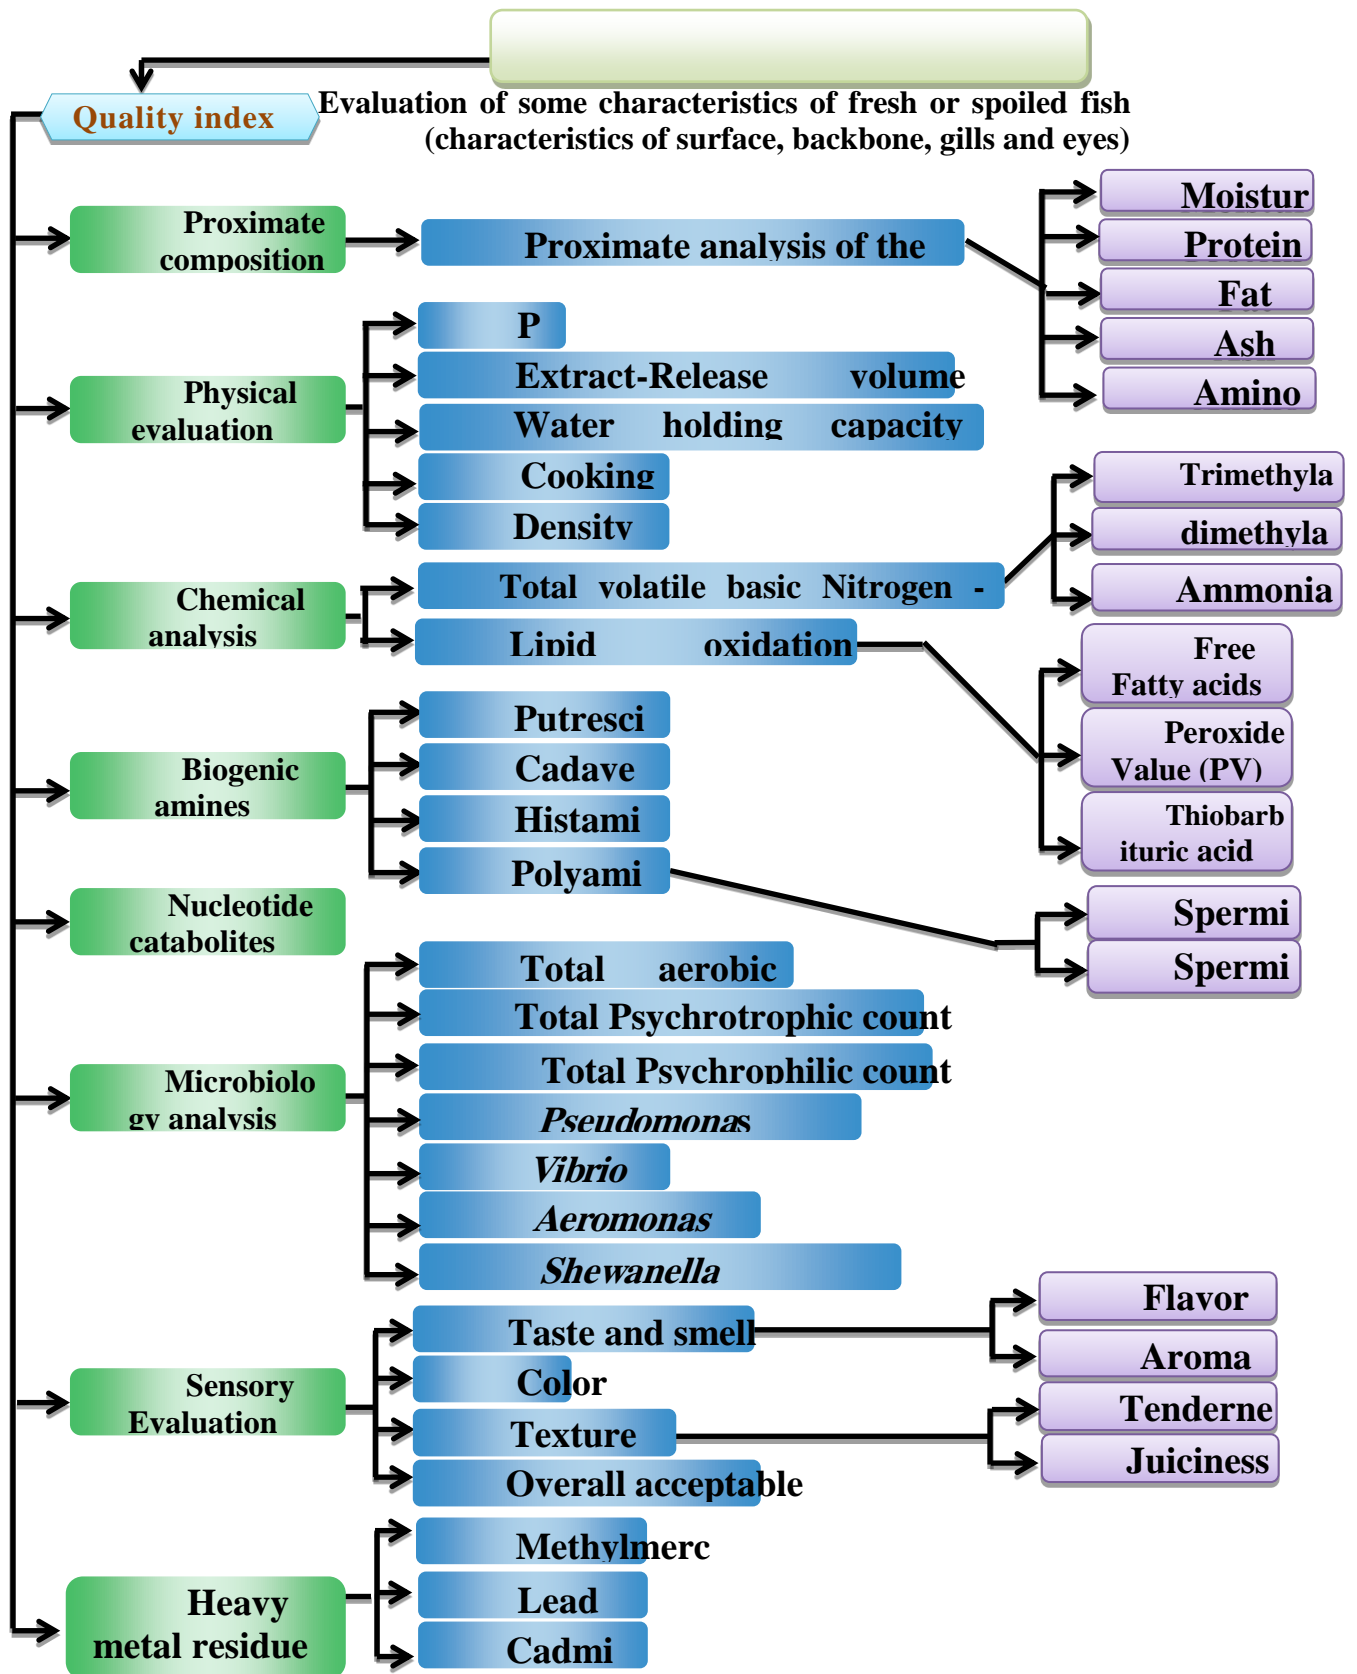 Evaluation of some characteristics of fresh or spoiled fish
(characteristics of surface, backbone, gills and eyes)
Quality index
Proximate
composition
Proximate analysis of the
Moistur
Protein
Fat
Ash
Amino
Physical
evaluation
P
Extract-Release volume
Water holding capacity
Cooking
Density
Chemical
analysis
Total volatile basic Nitrogen -
Trimethyla
dimethyla
Ammonia
Lipid oxidation
Free
Fatty acids
Peroxide
Value (PV)
Thiobarb
ituric acid
Biogenic
amines
Putresci
Cadave
Histami
Polyami
Spermi
Spermi
Nucleotide
catabolites
Microbiolo
gy analysis
Total aerobic
Total Psychrotrophic count
Total Psychrophilic count
Pseudomonas
Vibrio
Aeromonas
Shewanella
Sensory
Evaluation
Taste and smell
Flavor
Aroma
Color
Texture
Tenderne
Juiciness
Overall acceptable
Heavy
metal residue
Methylmerc
Lead
Cadmi